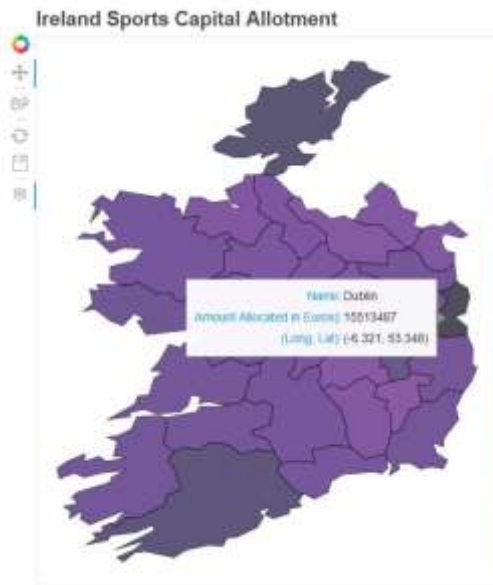 Ireland Sports Capital Allotment
Name: Dublin
Amount Allocated in Euros): 15513487
(Long, Lat) (-6.321, 53.348)